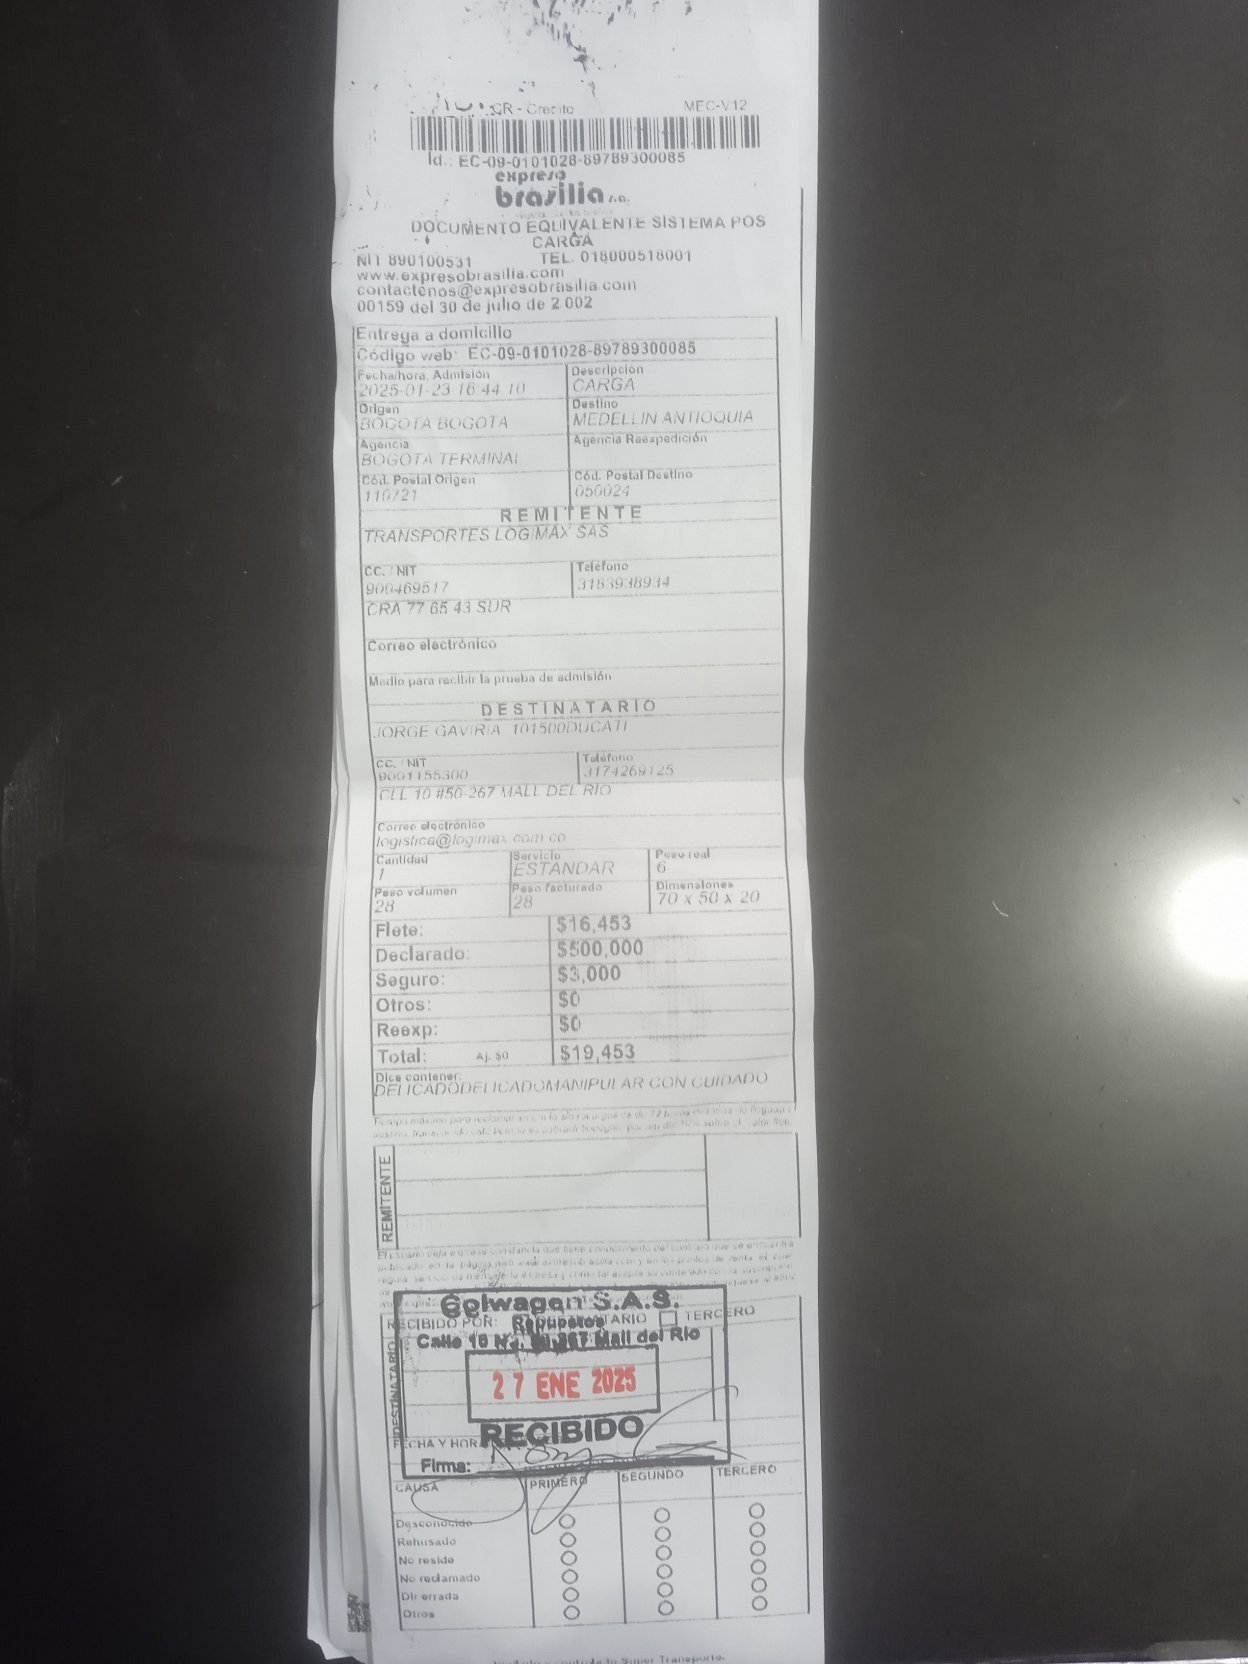 CR - Crecito MEC-V12
Id.: EC-09-0101028-89789300085
expreso
brasilia s.a.
DOCUMENTO EQUIVALENTE SISTEMA POS
CARGA
NIT 890100531 TEL. 018000518001
www.expresobrasilia.com
contactenos@expresobrasilia.com
00159 del 30 de julio de 2 002
Entrega a domicilio
Código web: EC-09-0101028-89789300085
Fecha/hora, Admisión Descripción
2025-01-23 16:44 10 CARGA
Origen Destino
BOGOTA BOGOTA MEDELLIN ANTIOQUIA
Agencia Agencia Reexpedición
BOGOTA TERMINAL
Cód. Postal Origen Cód. Postal Destino
110721 050024
REMITENTE
TRANSPORTES LOGIMAX SAS
CC. / NIT Teléfono
900469517 3183938934
CRA 77 65 43 SUR
Correo electrónico
Medio para recibir la prueba de admisión
DESTINATARIO
JORGE GAVIRIA 101500DUCATI
CC. / NIT Teléfono
9001155300 3174269125
CLL 10 #50-267 MALL DEL RIO
Correo electrónico
logistica@logimax.com.co
Cantidad Servicio Peso real
1 ESTANDAR 6
Peso volumen Peso facturado Dimensiones
28 28 70 x 50 x 20
Flete: $16,453
Declarado: $500,000
Seguro: $3,000
Otros: $0
Reexp: $0
Total: Aj. $0 $19,453
Dice contener:
DELICADODELICADOMANIPULAR CON CUIDADO
REMITENTE
Colwagen S.A.S.
RECIBIDO POR: Repuestos TARIO TERCERO
Calle 10 No. 267 Mall del Rio
DESTINATARIO
27 ENE 2025
RECIBIDO
FECHA Y HORA
Firma:
CAUSA PRIMERO SEGUNDO TERCERO
Desconocido
Rehusado
No reside
No reclamado
Dir errada
Otros
Super Transporte.